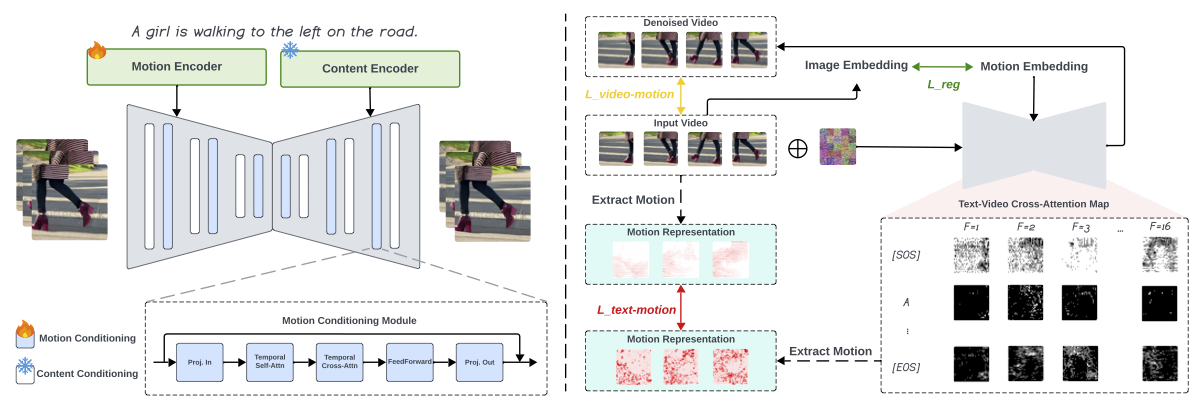 A girl is walking to the left on the road.
Motion Encoder
Content Encoder
Motion Conditioning
Content Conditioning
Motion Conditioning Module
Proj. In
Temporal
Self-Attn
Temporal
Cross-Attn
FeedForward
Proj. Out
Denoised Video
L_video-motion
Input Video
Extract Motion
Motion Representation
L_text-motion
Motion Representation
Image Embedding
L_reg
Motion Embedding
Text-Video Cross-Attention Map
F=1 F=2 F=3 ... F=16
[SOS]
A
⋮
[EOS]
Extract Motion